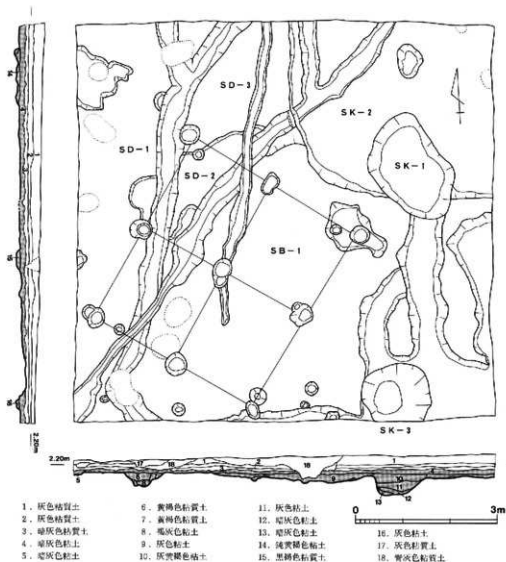 SD-3
SK-2
SD-1
SK-1
SD-2
SB-1
SK-3
2.20m
2.20m
1. 灰色粘質土
2. 灰色粘質土
3. 暗灰色粘質土
4. 暗灰色粘土
5. 暗灰色粘土
6. 黄褐色粘質土
7. 黄褐色粘質土
8. 褐灰色粘土
9. 灰色粘土
10. 灰黄褐色粘土
11. 灰色粘土
12. 暗灰色粘土
13. 暗灰色粘土
14. 黄褐色粘土
15. 黒褐色粘質土
16. 灰色粘土
17. 灰色粘質土
18. 青灰色粘質土
0 3m